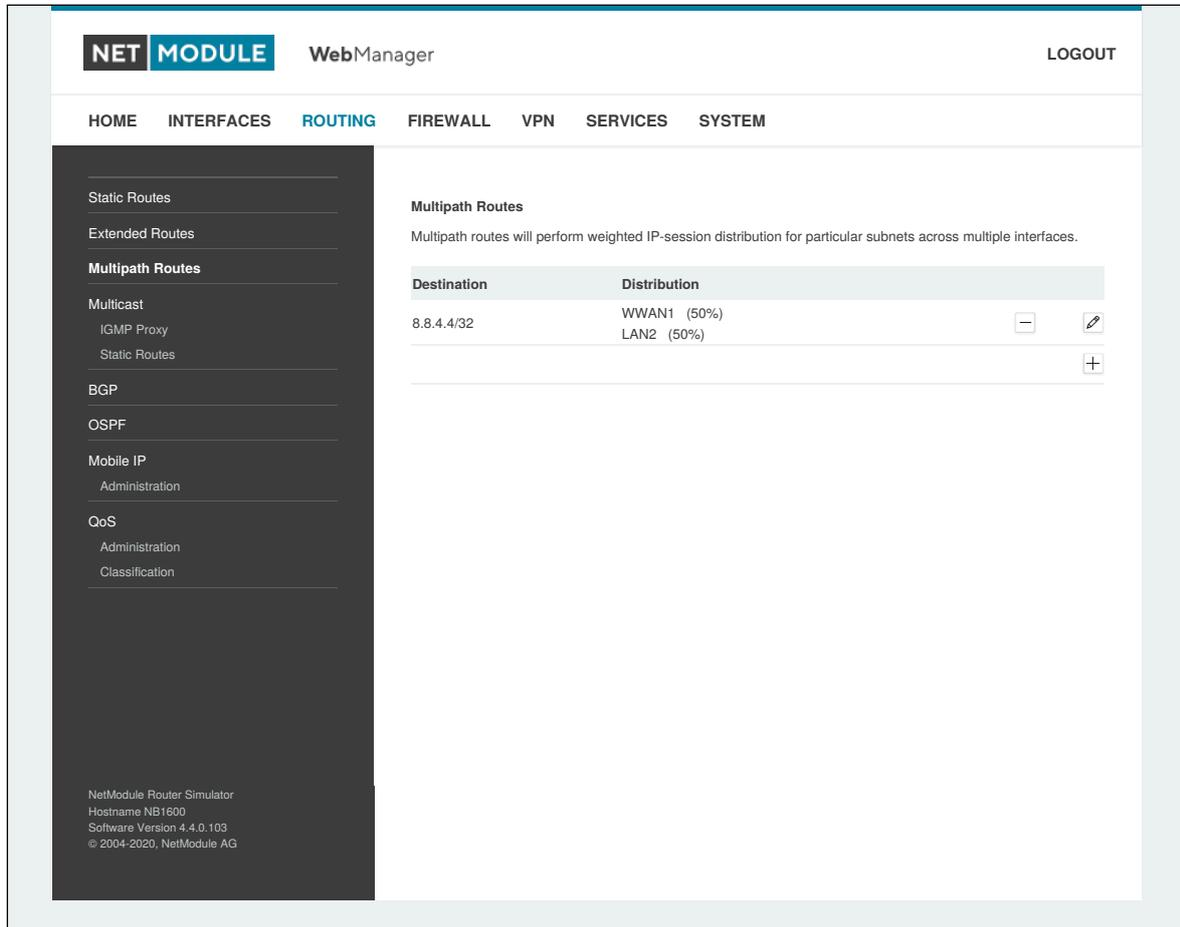 NET MODULE WebManager LOGOUT
HOME INTERFACES ROUTING FIREWALL VPN SERVICES SYSTEM
Static Routes
Extended Routes
Multipath Routes
Multicast
IGMP Proxy
Static Routes
BGP
OSPF
Mobile IP
Administration
QoS
Administration
Classification
NetModule Router Simulator
Hostname NB1600
Software Version 4.4.0.103
© 2004-2020, NetModule AG
Multipath Routes
Multipath routes will perform weighted IP-session distribution for particular subnets across multiple interfaces.
Destination Distribution
8.8.4.4/32
WWAN1 (50%)
LAN2 (50%)